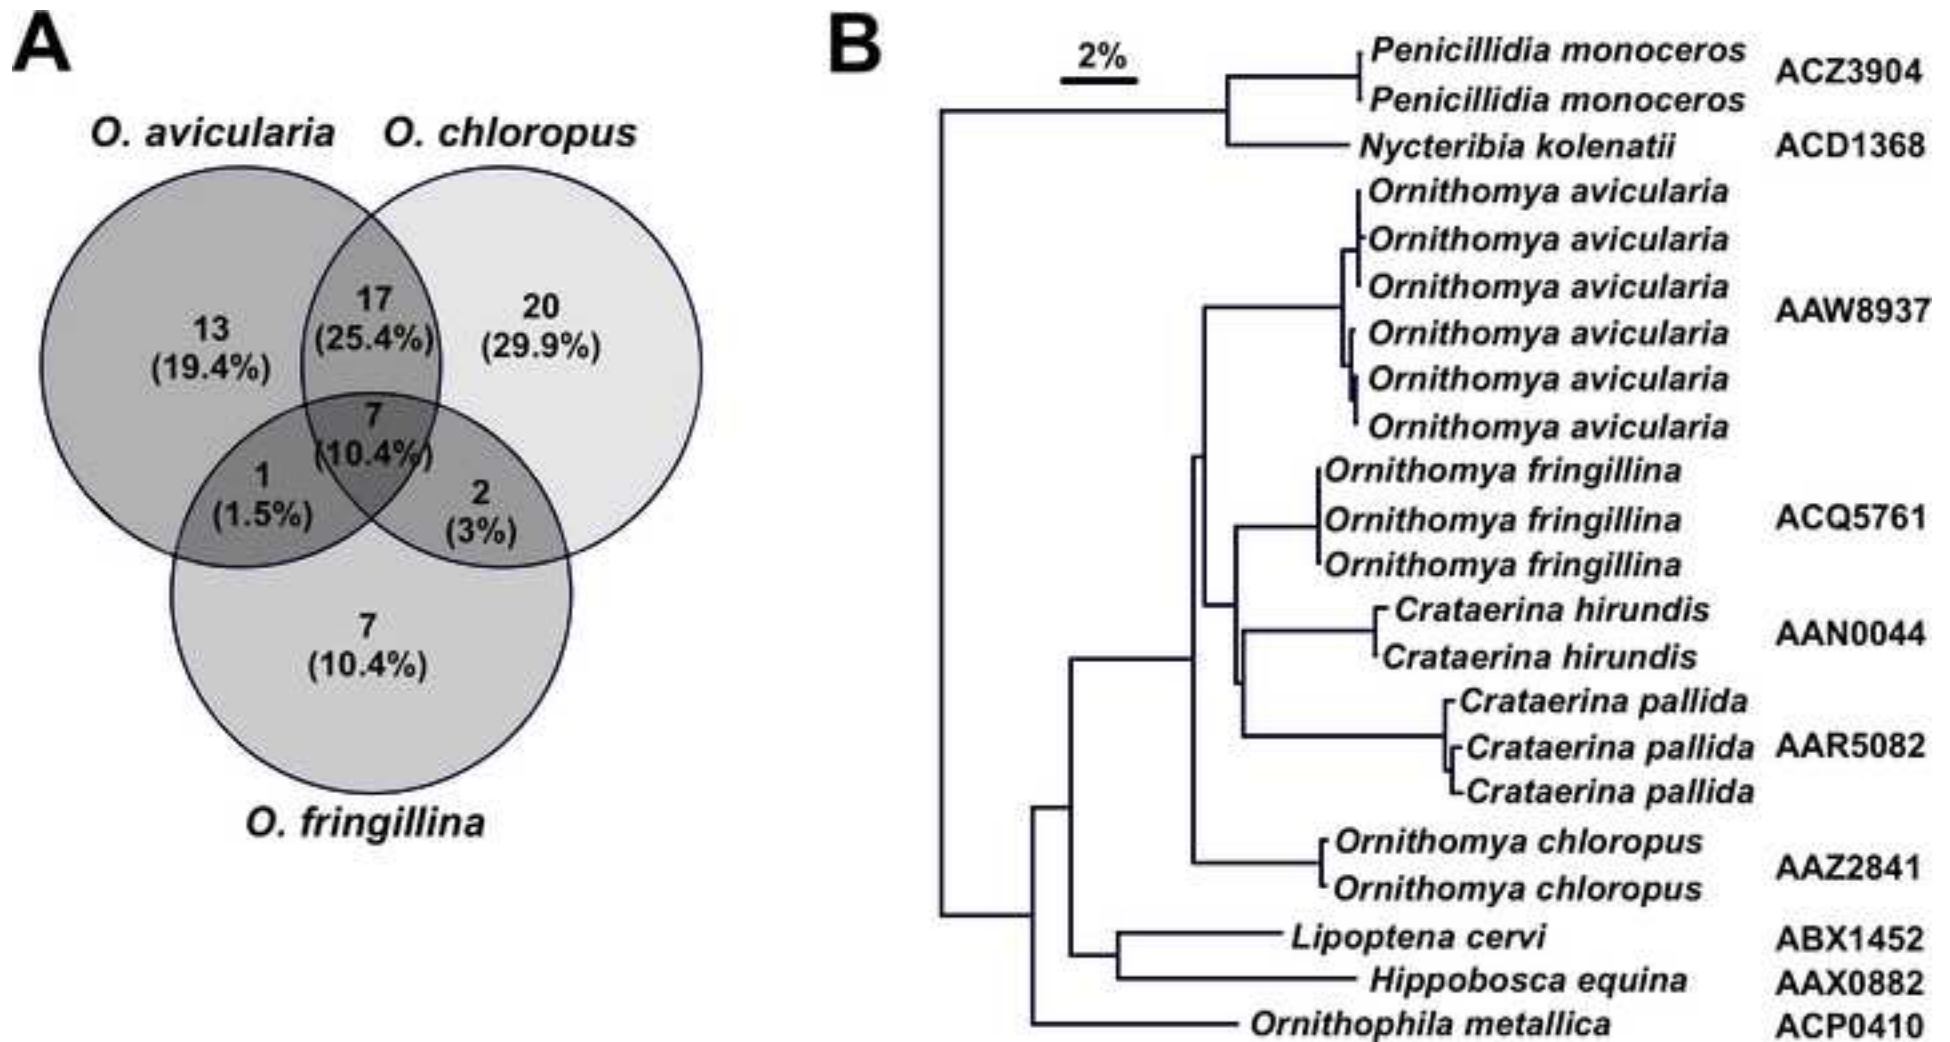 A
O. avicularia
O. chloropus
13
(19.4%)
17
(25.4%)
20
(29.9%)
7
(10.4%)
1
(1.5%)
2
(3%)
7
(10.4%)
O. fringillina
B
2%
Penicillidia monoceros
ACZ3904
Penicillidia monoceros
Nycteribia kolenatii ACD1368
Ornithomya avicularia
Ornithomya avicularia
Ornithomya avicularia
AAW8937
Ornithomya avicularia
Ornithomya avicularia
Ornithomya avicularia
Ornithomya fringillina
Ornithomya fringillina ACQ5761
Ornithomya fringillina
Crataerina hirundis
AAN0044
Crataerina hirundis
Crataerina pallida
Crataerina pallida AAR5082
Crataerina pallida
Ornithomya chloropus
AAZ2841
Ornithomya chloropus
Lipoptena cervi ABX1452
Hippobosca equina AAX0882
Ornithophila metallica ACP0410